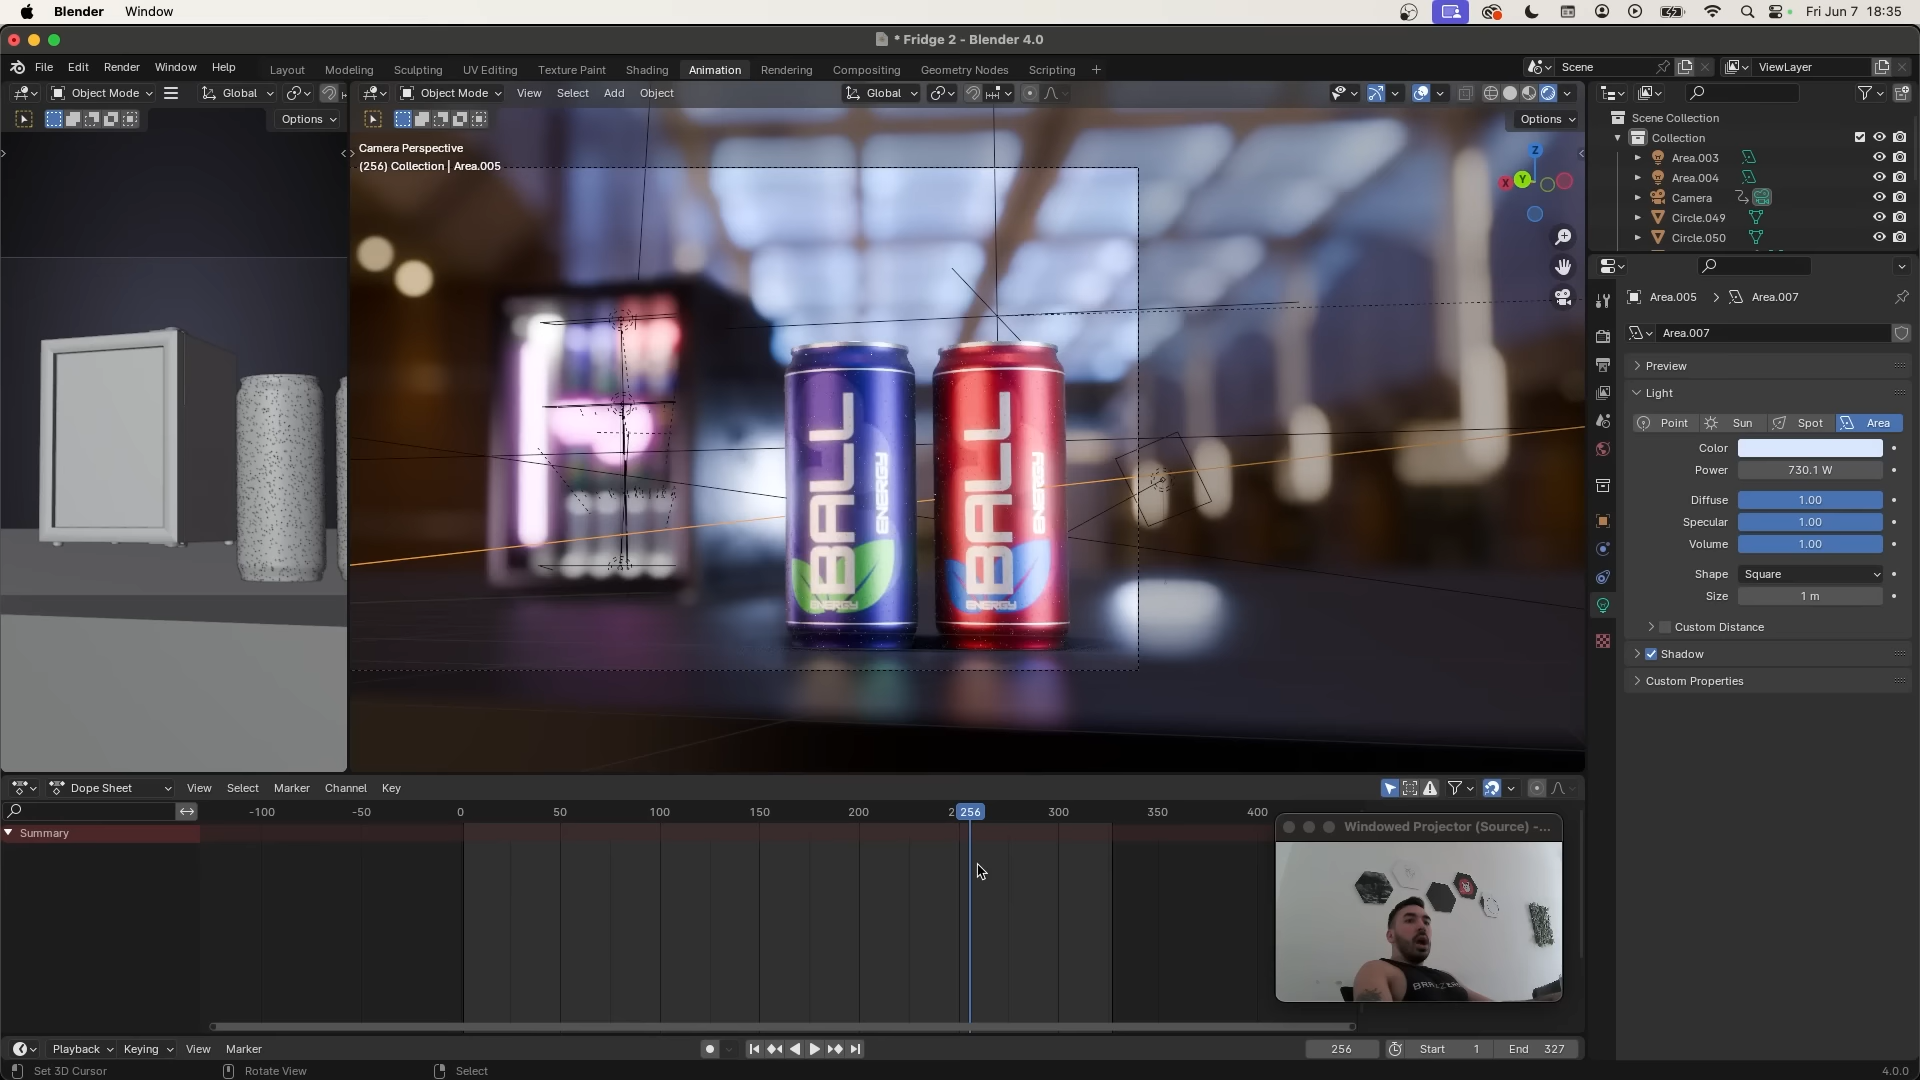 Blender Window Fri Jun 7 18:35
* Fridge 2 - Blender 4.0
File Edit Render Window Help Layout Modeling Sculpting UV Editing Texture Paint Shading Animation Rendering Compositing Geometry Nodes Scripting + Scene ViewLayer
Object Mode Global Object Mode View Select Add Object Global
Options Options
Camera Perspective
(256) Collection | Area.005
Z
X Y
BALL
ENERGY
ENERGY
BALL
ENERGY
ENERGY
Scene Collection
Collection
Area.003
Area.004
Camera
Circle.049
Circle.050
Area.005 > Area.007
Area.007
Preview
Light
Point Sun Spot Area
Color
Power 730.1 W
Diffuse 1.00
Specular 1.00
Volume 1.00
Shape Square
Size 1 m
Custom Distance
Shadow
Custom Properties
Dope Sheet View Select Marker Channel Key
-100 0 50 100 150 200 2 256 300 350 400
Summary
Windowed Projector (Source) -...
Playback Keying View Marker 256 Start 1 End 327
Set 3D Cursor Rotate View Select 4.0.0